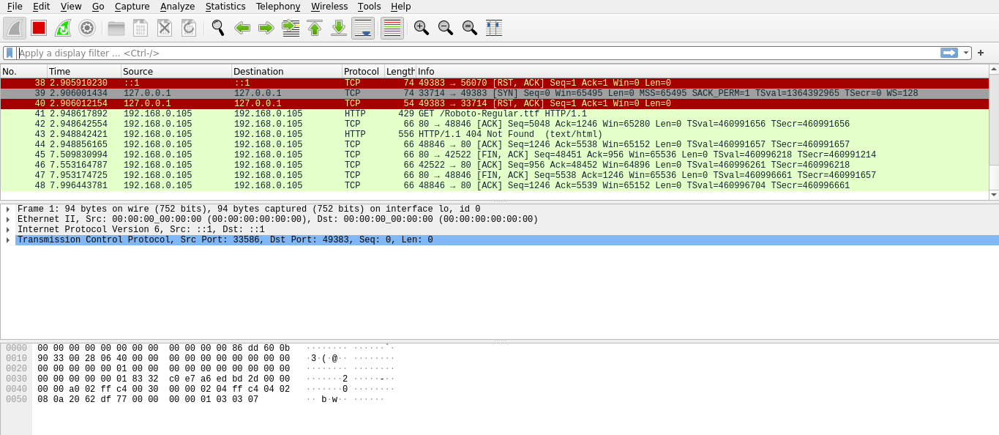 File Edit View Go Capture Analyze Statistics Telephony Wireless Tools Help
Apply a display filter ... <Ctrl-/>
No. Time Source Destination Protocol Length Info
38 2.905910230 ::1 ::1 TCP 74 49383 → 56070 [RST, ACK] Seq=1 Ack=1 Win=0 Len=0
39 2.906001434 127.0.0.1 127.0.0.1 TCP 74 33714 → 49383 [SYN] Seq=0 Win=65495 Len=0 MSS=65495 SACK_PERM=1 TSval=1364392965 TSecr=0 WS=128
40 2.906012154 127.0.0.1 127.0.0.1 TCP 54 49383 → 33714 [RST, ACK] Seq=1 Ack=1 Win=0 Len=0
41 2.948617892 192.168.0.105 192.168.0.105 HTTP 429 GET /Roboto-Regular.ttf HTTP/1.1
42 2.948642554 192.168.0.105 192.168.0.105 TCP 66 80 → 48846 [ACK] Seq=5048 Ack=1246 Win=65280 Len=0 TSval=460991656 TSecr=460991656
43 2.948842421 192.168.0.105 192.168.0.105 HTTP 556 HTTP/1.1 404 Not Found  (text/html)
44 2.948856165 192.168.0.105 192.168.0.105 TCP 66 48846 → 80 [ACK] Seq=1246 Ack=5538 Win=65152 Len=0 TSval=460991657 TSecr=460991657
45 7.509830994 192.168.0.105 192.168.0.105 TCP 66 80 → 42522 [FIN, ACK] Seq=48451 Ack=956 Win=65536 Len=0 TSval=460996218 TSecr=460991214
46 7.553164787 192.168.0.105 192.168.0.105 TCP 66 42522 → 80 [ACK] Seq=956 Ack=48452 Win=64896 Len=0 TSval=460996261 TSecr=460996218
47 7.953174725 192.168.0.105 192.168.0.105 TCP 66 80 → 48846 [FIN, ACK] Seq=5538 Ack=1246 Win=65536 Len=0 TSval=460996661 TSecr=460991657
48 7.996443781 192.168.0.105 192.168.0.105 TCP 66 48846 → 80 [ACK] Seq=1246 Ack=5539 Win=65152 Len=0 TSval=460996704 TSecr=460996661
Frame 1: 94 bytes on wire (752 bits), 94 bytes captured (752 bits) on interface lo, id 0
Ethernet II, Src: 00:00:00_00:00:00 (00:00:00:00:00:00), Dst: 00:00:00_00:00:00 (00:00:00:00:00:00)
Internet Protocol Version 6, Src: ::1, Dst: ::1
Transmission Control Protocol, Src Port: 33586, Dst Port: 49383, Seq: 0, Len: 0
0000 00 00 00 00 00 00 00 00 00 00 00 00 86 dd 60 0b ········ ······`·
0010 90 33 00 28 06 40 00 00 00 00 00 00 00 00 00 00 ·3·(·@·· ········
0020 00 00 00 00 00 01 00 00 00 00 00 00 00 00 00 00 ········ ········
0030 00 00 00 00 00 01 83 32 c0 e7 a6 ed bd 2d 00 00 ·······2 ·····-··
0040 00 00 a0 02 ff c4 00 30 00 00 02 04 ff c4 04 02 ·······0 ········
0050 08 0a 20 62 df 77 00 00 00 00 01 03 03 07 ·· b·w·· ······